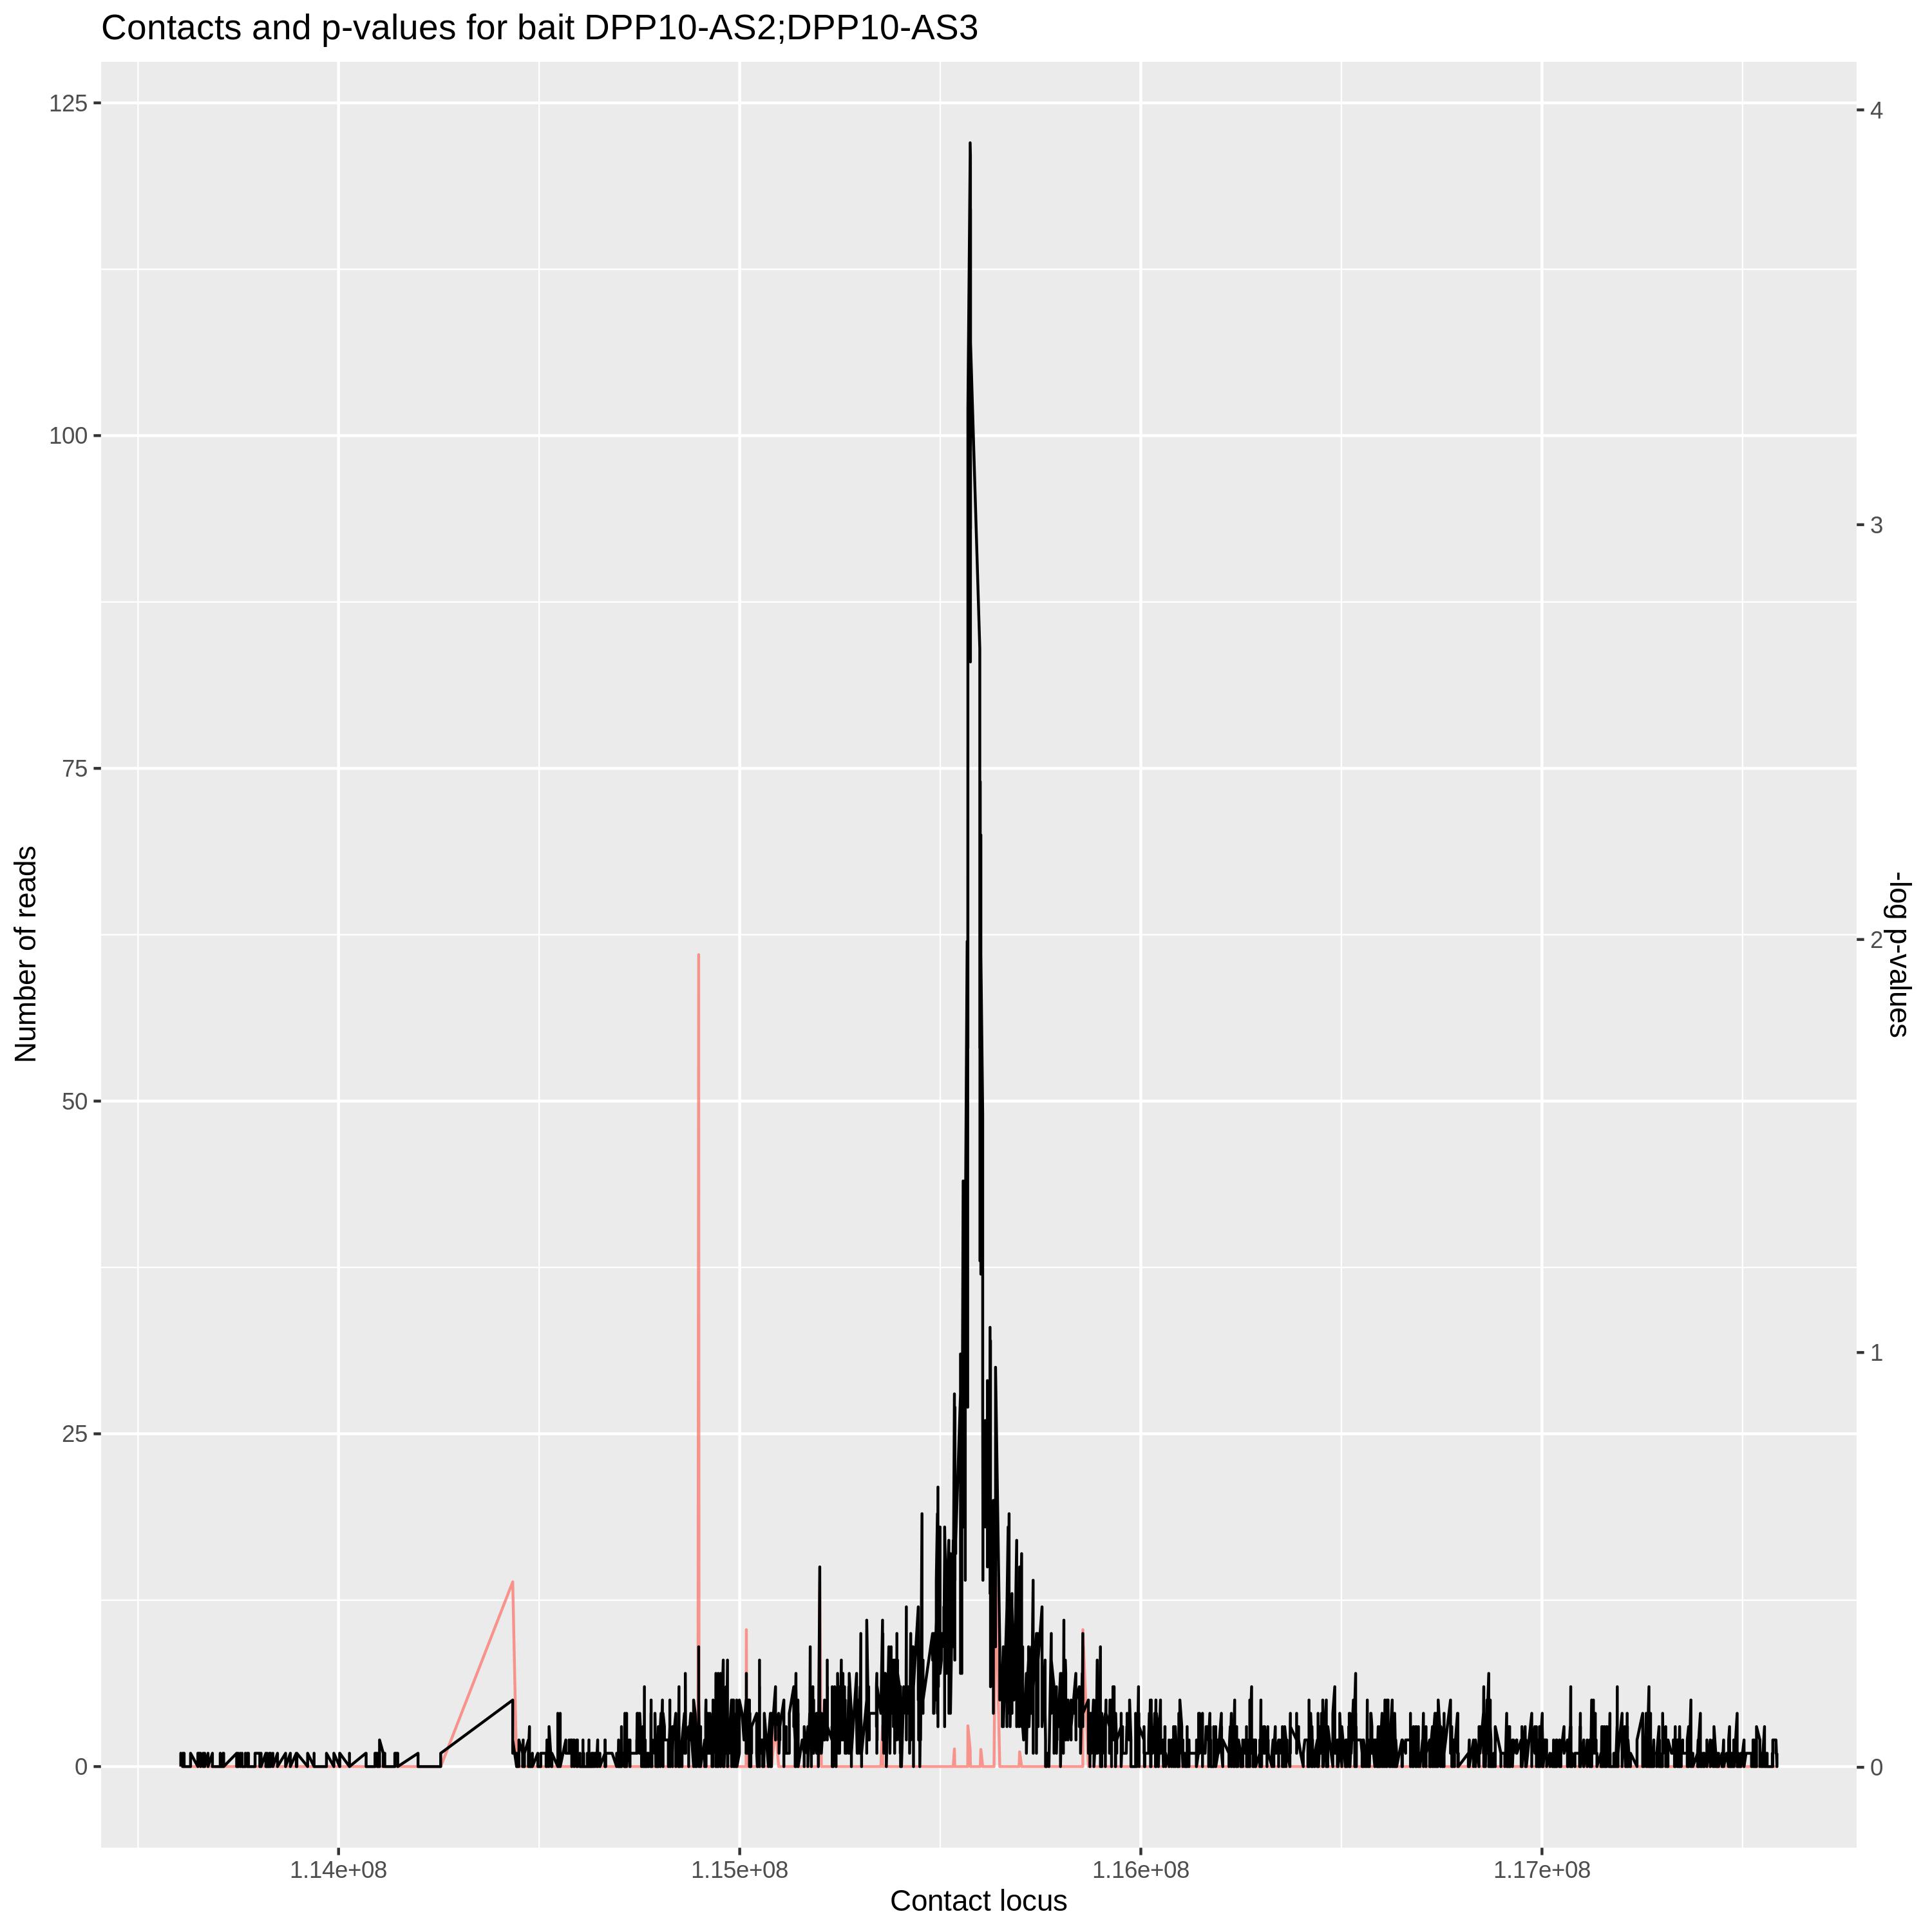 Contacts and p-values for bait DPP10-AS2;DPP10-AS3
125
100
75
50
25
0
Number of reads
4
3
2
1
0
-log p-values
1.14e+08 1.15e+08 1.16e+08 1.17e+08
Contact locus